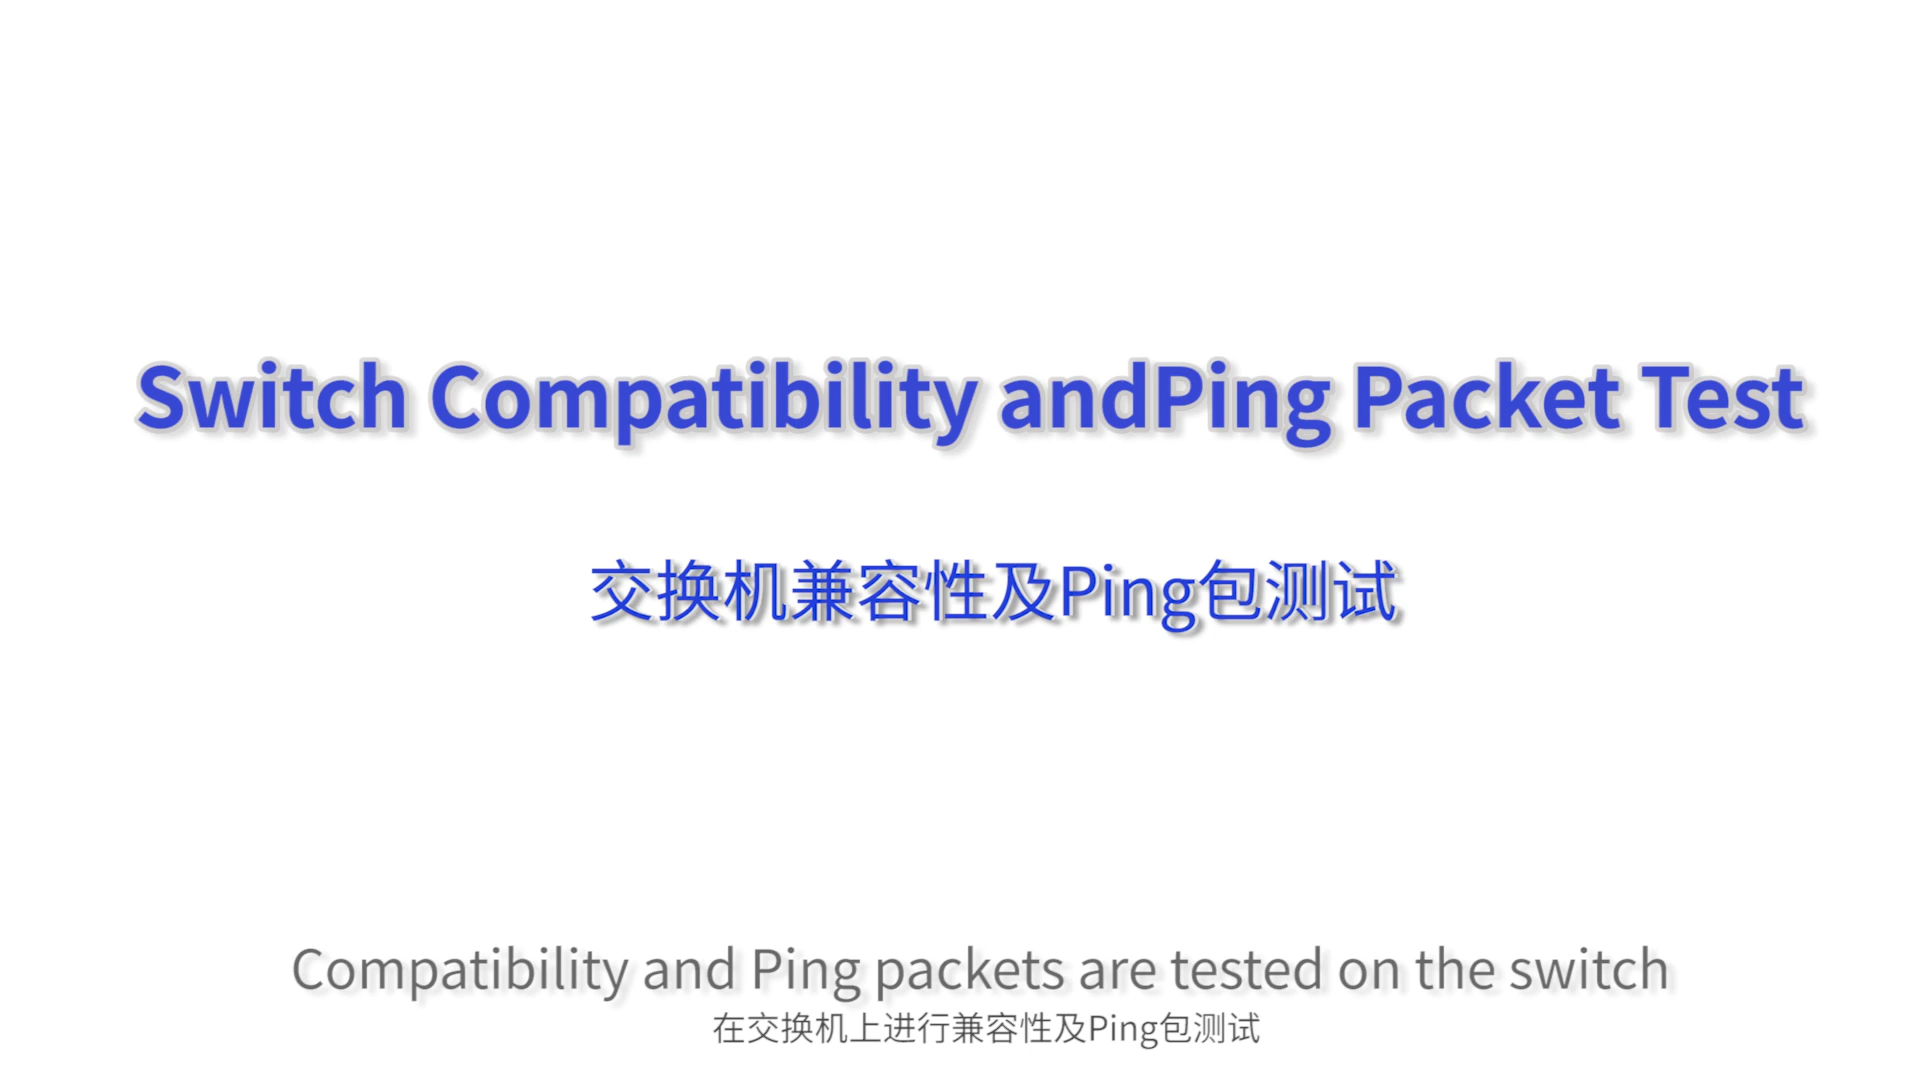 Switch Compatibility andPing Packet Test
交换机兼容性及Ping包测试
Compatibility and Ping packets are tested on the switch
在交换机上进行兼容性及Ping包测试